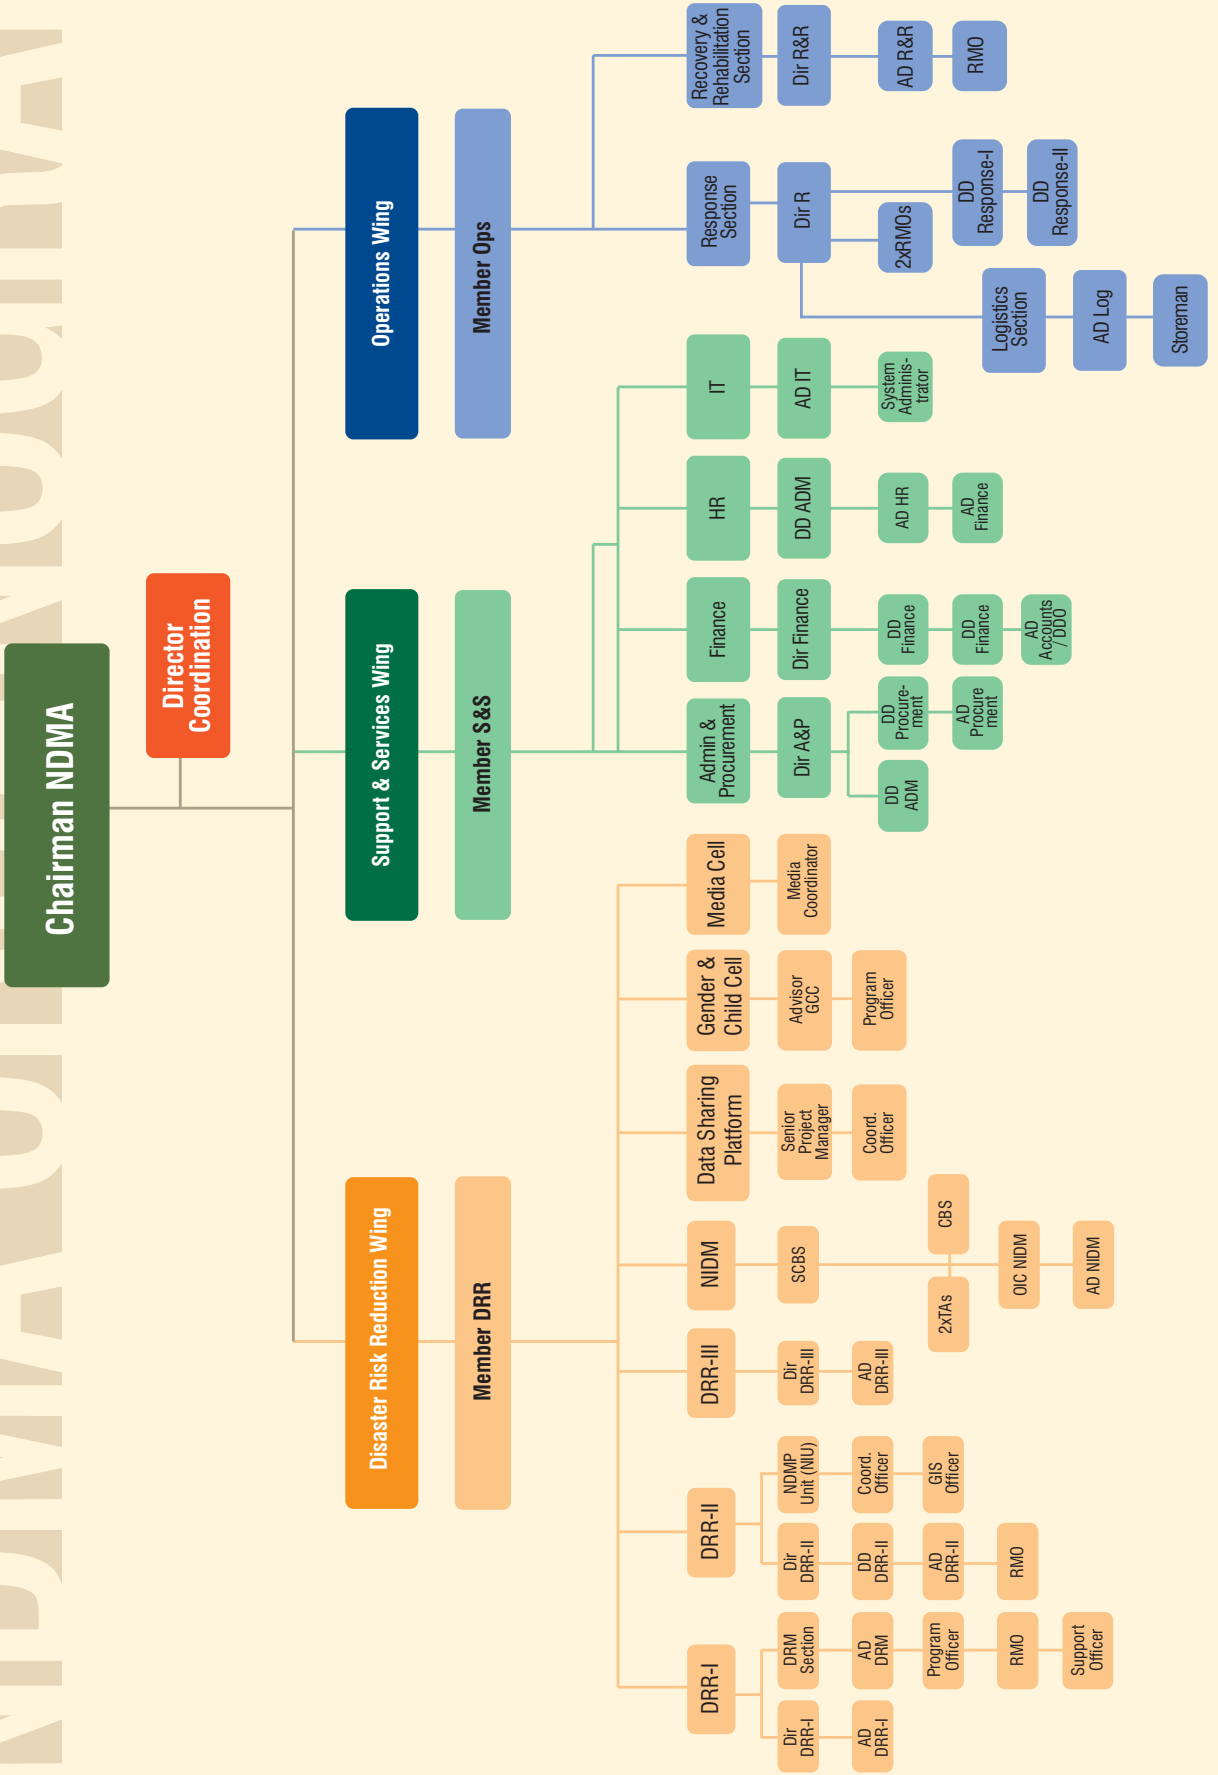 Chairman NDMA
Director
Coordination
Disaster Risk Reduction Wing
Support & Services Wing
Operations Wing
Member DRR
Member S&S
Member Ops
DRR-I
Dir
DRR-I
AD
DRR-I
DRM
Section
AD
DRM
Program
Officer
RMO
Support
Officer
DRR-II
Dir
DRR-II
DD
DRR-II
AD
DRR-II
RMO
NDMP
Unit (NIU)
Coord.
Officer
GIS
Officer
DRR-III
Dir
DRR-III
AD
DRR-III
NIDM
SCBS
2xTAs
CBS
OIC NIDM
AD NIDM
Data Sharing
Platform
Senior
Project
Manager
Coord.
Officer
Gender &
Child Cell
Advisor
GCC
Program
Officer
Media Cell
Media
Coordinator
Admin &
Procurement
Dir A&P
DD
ADM
DD
Procure-
ment
AD
Procure
ment
Finance
Dir Finance
DD
Finance
DD
Finance
AD
Accounts
/ DDO
HR
DD ADM
AD HR
AD
Finance
IT
AD IT
System
Adminis-
trator
Response
Section
Dir R
2xRMOs
DD
Response-I
DD
Response-II
Logistics
Section
AD Log
Storeman
Recovery &
Rehabilitation
Section
Dir R&R
AD R&R
RMO